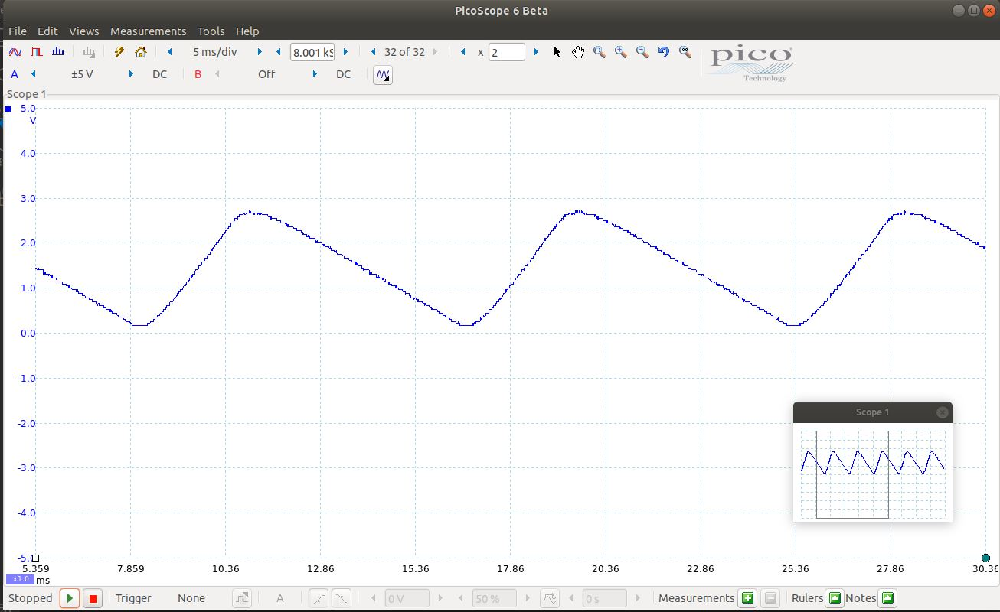 PicoScope 6 Beta
File Edit Views Measurements Tools Help
5 ms/div 8.001 kS 32 of 32 x 2
A ±5 V DC B Off DC
pico
Technology
Scope 1
5.0
V
4.0
3.0
2.0
1.0
0.0
-1.0
-2.0
-3.0
-4.0
-5.0
Scope 1
5.359 7.859 10.36 12.86 15.36 17.86 20.36 22.86 25.36 27.86 30.36
x1.0 ms
Stopped Trigger None A 0 V 50 % 0 s Measurements Rulers Notes